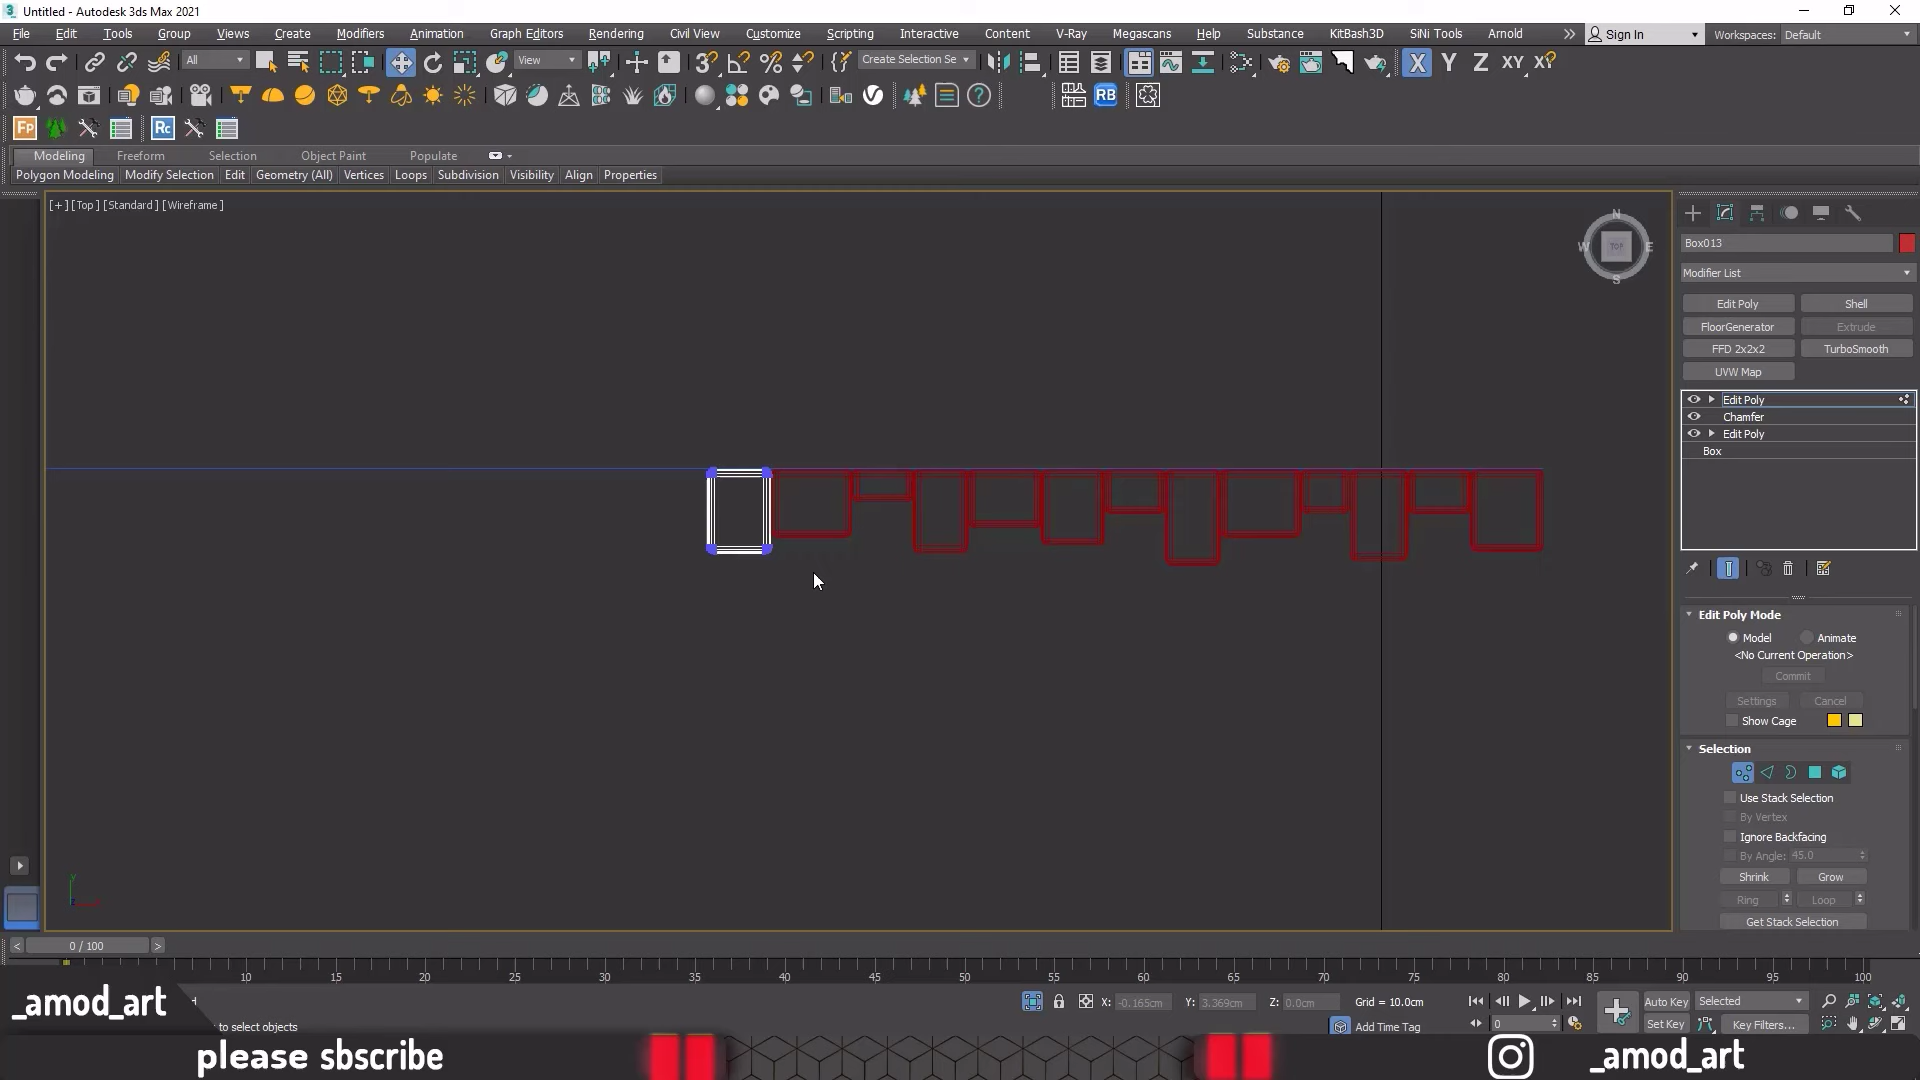 Untitled - Autodesk 3ds Max 2021
File Edit Tools Group Views Create Modifiers Animation Graph Editors Rendering Civil View Customize Scripting Interactive Content V-Ray Megascans Help Substance KitBash3D SiNi Tools Arnold Sign In Workspaces: Default
All View Create Selection Se X Y Z XY XY
RB
Fp Rc
Modeling Freeform Selection Object Paint Populate
Polygon Modeling Modify Selection Edit Geometry (All) Vertices Loops Subdivision Visibility Align Properties
[+] [Top] [Standard] [Wireframe]
N
W TOP E
S
Box013
Modifier List
Edit Poly Shell
FloorGenerator Extrude
FFD 2x2x2 TurboSmooth
UVW Map
Edit Poly
Chamfer
Edit Poly
Box
Edit Poly Mode
Model Animate
<No Current Operation>
Commit
Settings Cancel
Show Cage
Selection
Use Stack Selection
By Vertex
Ignore Backfacing
By Angle: 45.0
Shrink Grow
Ring Loop
Get Stack Selection
y
< 0 / 100 >
10 15 20 25 30 35 40 45 50 55 60 65 70 75 80 85 90 95 100
X: -0.165cm Y: 3.369cm Z: 0.0cm Grid = 10.0cm Auto Key Selected
to select objects
Add Time Tag 0 Set Key Key Filters...
_amod_art
please sbscribe
_amod_art